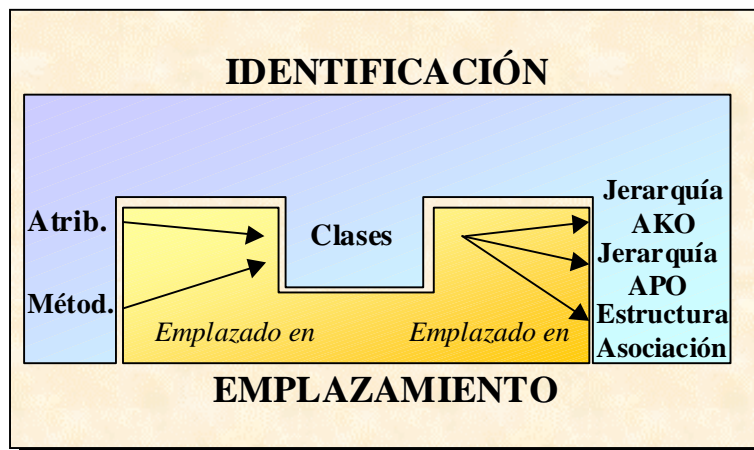 IDENTIFICACIÓN
Atrib.
Métod.
Clases
Jerarquía
AKO
Jerarquía
APO
Estructura
Asociación
Emplazado en
Emplazado en
EMPLAZAMIENTO